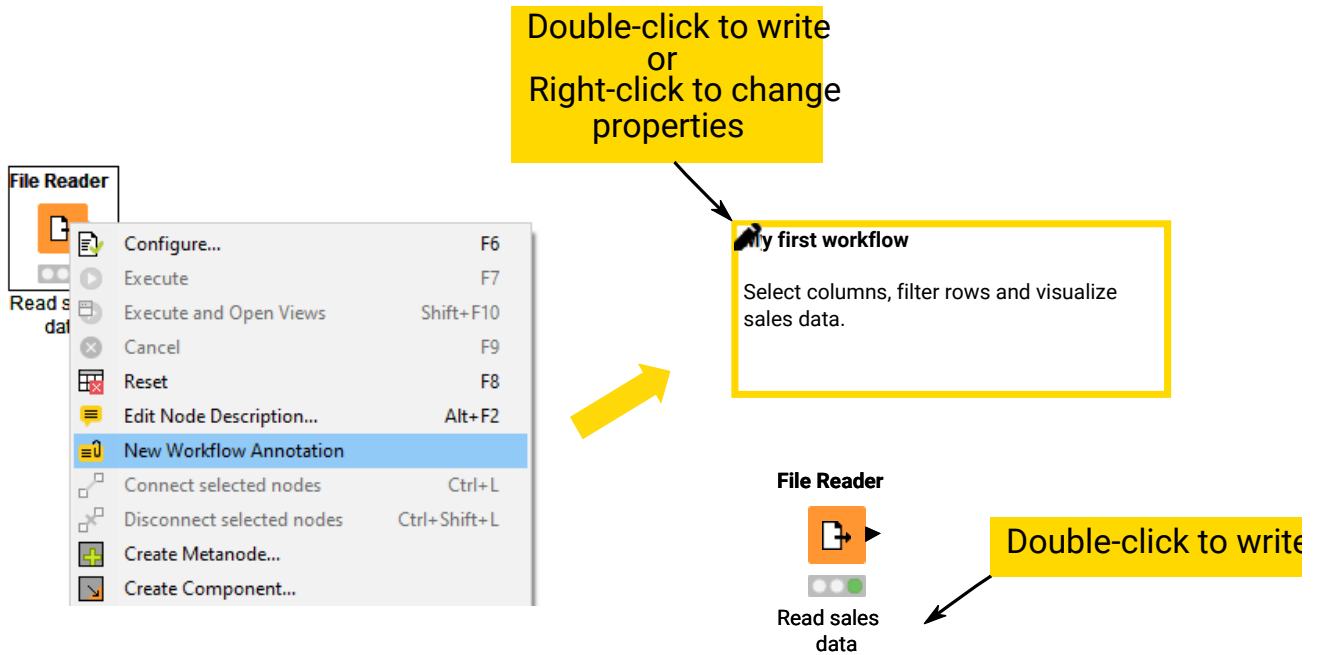 Double-click to write
or
Right-click to change
properties
File Reader
Read s
dat
Configure... F6
Execute F7
Execute and Open Views Shift+F10
Cancel F9
Reset F8
Edit Node Description... Alt+F2
New Workflow Annotation
Connect selected nodes Ctrl+L
Disconnect selected nodes Ctrl+Shift+L
Create Metanode...
Create Component...
My first workflow
Select columns, filter rows and visualize
sales data.
File Reader
Double-click to write
Read sales
data